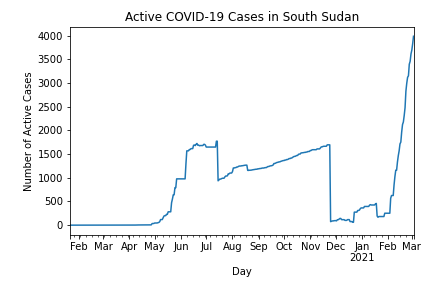 Active COVID-19 Cases in South Sudan
Number of Active Cases
4000
3500
3000
2500
2000
1500
1000
500
0
Feb Mar Apr May Jun Jul Aug Sep Oct Nov Dec Jan Feb Mar
2021
Day